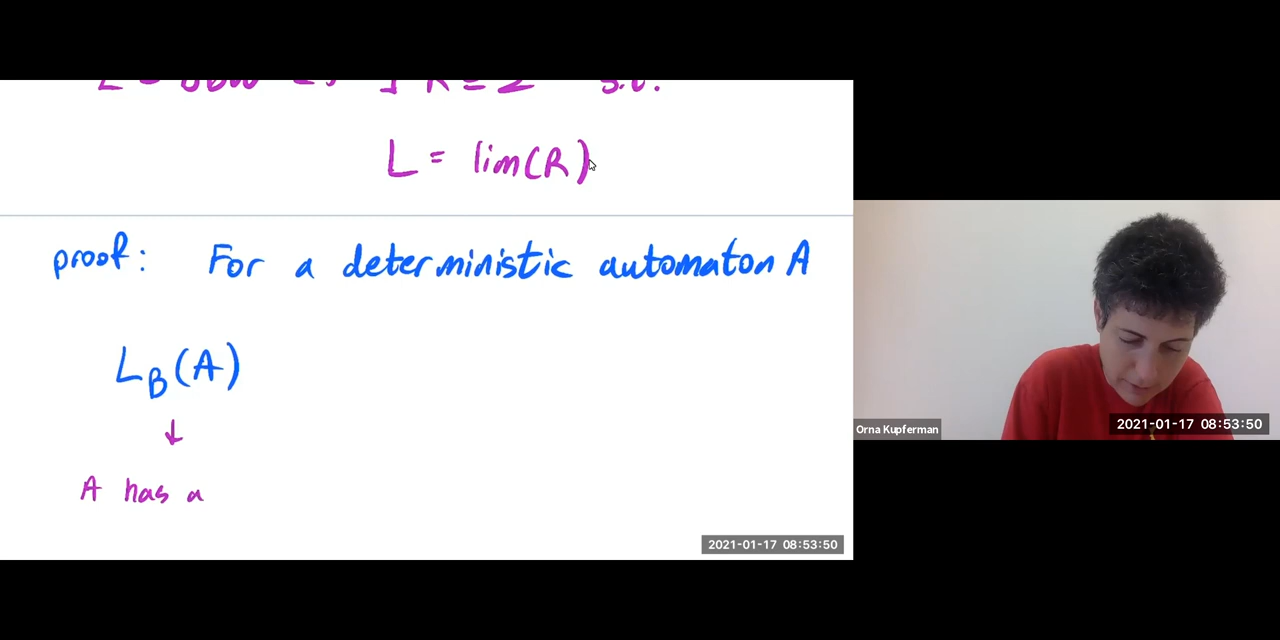 L = lim(R)
proof: For a deterministic automaton A
L_B(A)
↓
A has a
Orna Kupferman
2021-01-17 08:53:50
2021-01-17 08:53:50